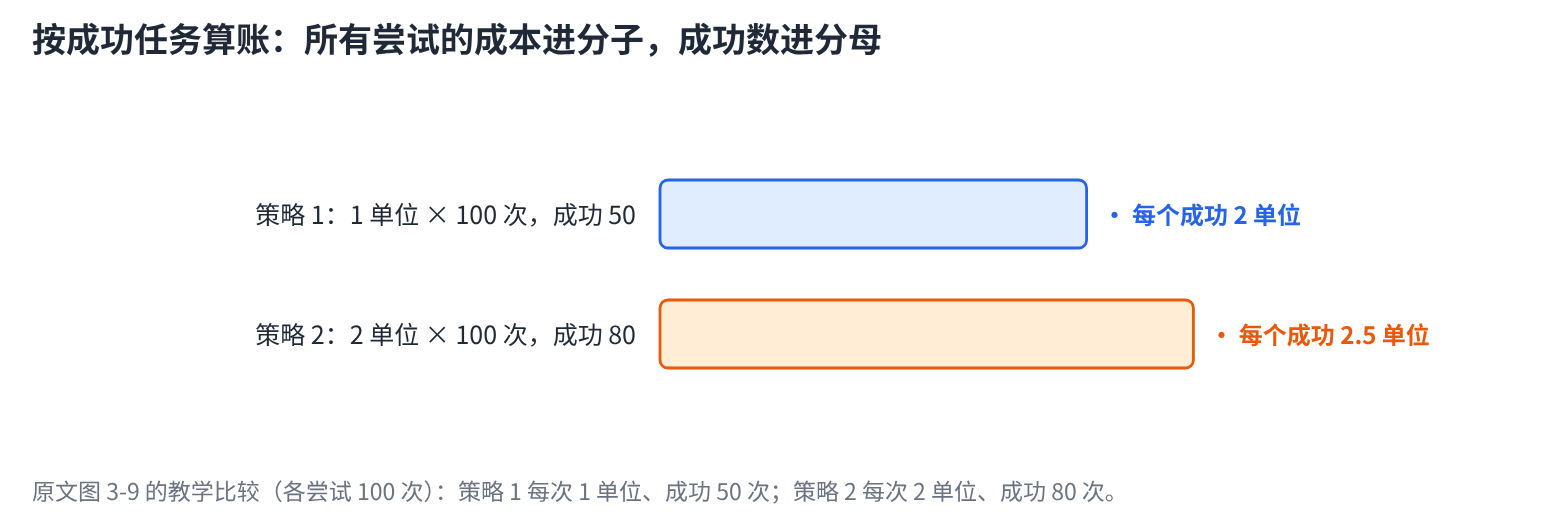 按成功任务算账：所有尝试的成本进分子，成功数进分母
策略 1：1 单位 × 100 次，成功 50
• 每个成功 2 单位
策略 2：2 单位 × 100 次，成功 80
• 每个成功 2.5 单位
原文图 3-9 的教学比较（各尝试 100 次）：策略 1 每次 1 单位、成功 50 次；策略 2 每次 2 单位、成功 80 次。